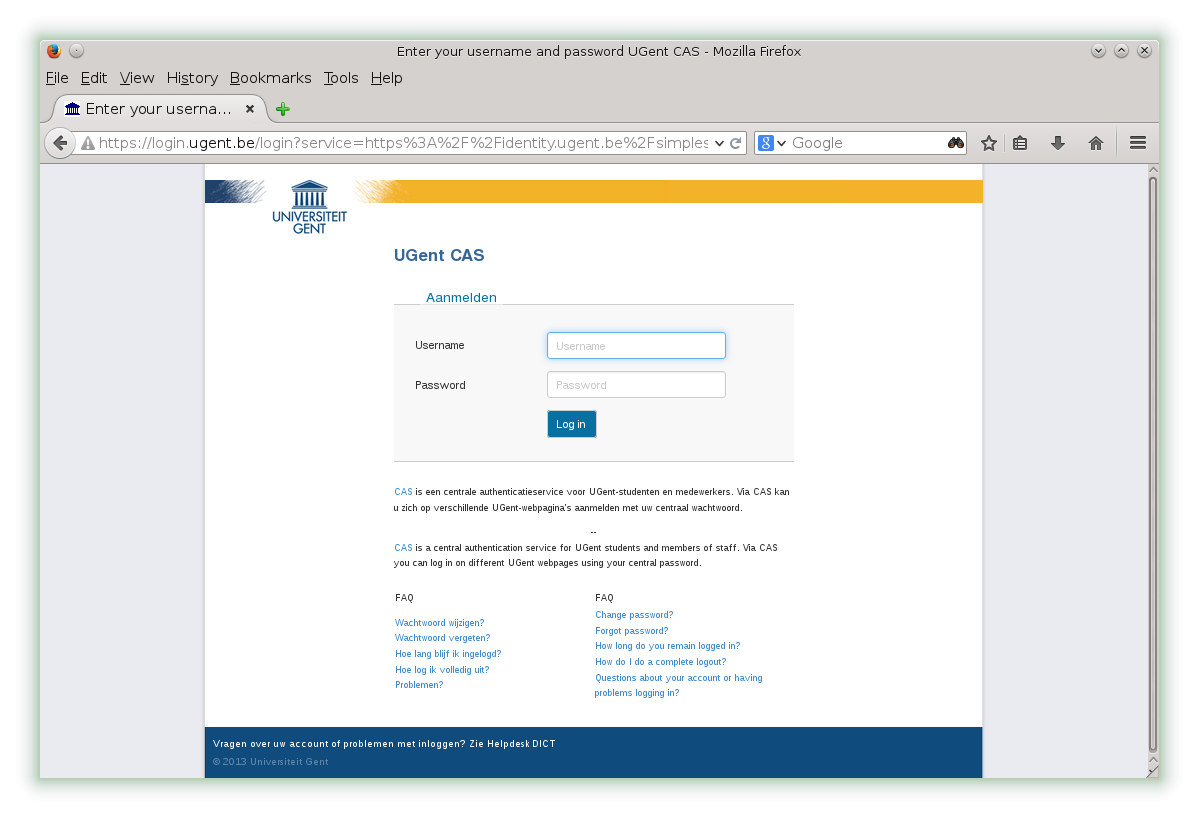 Enter your username and password UGent CAS - Mozilla Firefox
File Edit View History Bookmarks Tools Help
Enter your userna...
https://login.ugent.be/login?service=https%3A%2F%2Fidentity.ugent.be%2Fsimples
8 Google
UNIVERSITEIT
GENT
UGent CAS
Aanmelden
Username Username
Password Password
Log in
CAS is een centrale authenticatieservice voor UGent-studenten en medewerkers. Via CAS kan
u zich op verschillende UGent-webpagina's aanmelden met uw centraal wachtwoord.
--
CAS is a central authentication service for UGent students and members of staff. Via CAS
you can log in on different UGent webpages using your central password.
FAQ
Wachtwoord wijzigen?
Wachtwoord vergeten?
Hoe lang blijf ik ingelogd?
Hoe log ik volledig uit?
Problemen?
FAQ
Change password?
Forgot password?
How long do you remain logged in?
How do I do a complete logout?
Questions about your account or having
problems logging in?
Vragen over uw account of problemen met inloggen? Zie Helpdesk DICT
© 2013 Universiteit Gent